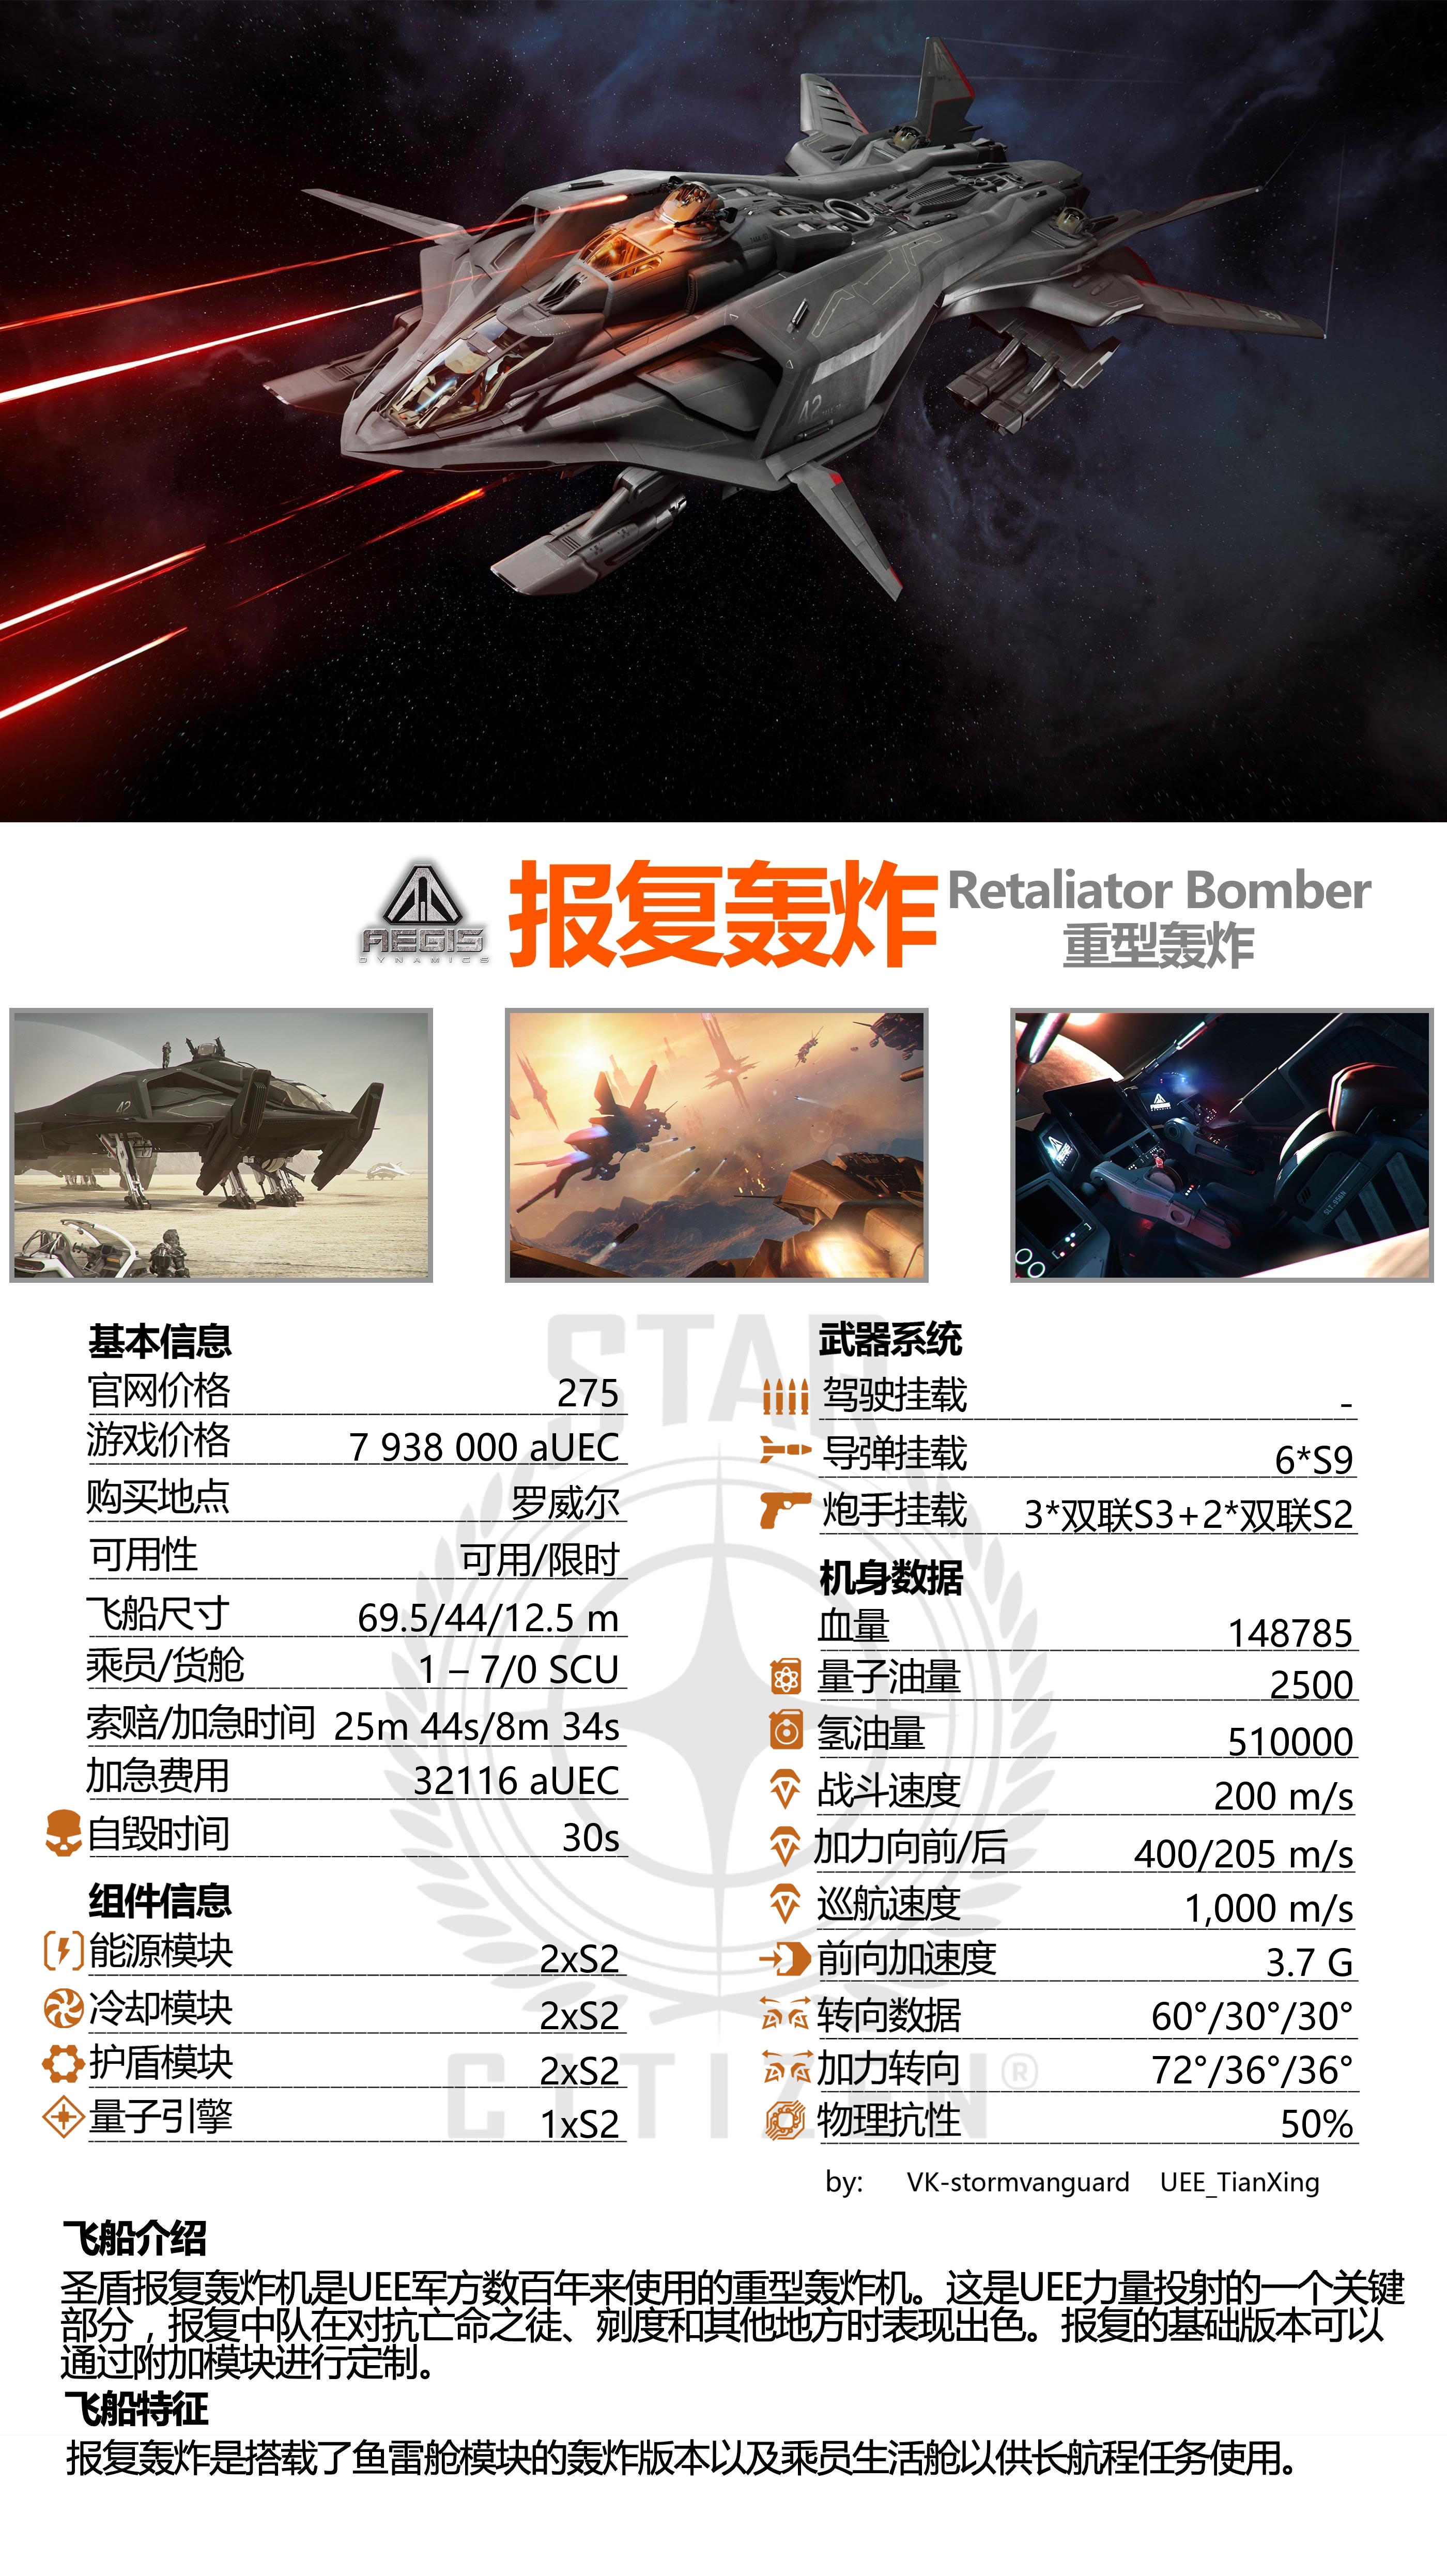 42
AEGIS
DYNAMICS
报复轰炸
Retaliator Bomber
重型轰炸
42
STAR
CITIZEN®
基本信息
官网价格 275
游戏价格 7 938 000 aUEC
购买地点 罗威尔
可用性 可用/限时
飞船尺寸 69.5/44/12.5 m
乘员/货舱 1 – 7/0 SCU
索赔/加急时间 25m 44s/8m 34s
加急费用 32116 aUEC
自毁时间 30s
组件信息
能源模块 2xS2
冷却模块 2xS2
护盾模块 2xS2
量子引擎 1xS2
武器系统
驾驶挂载 -
导弹挂载 6*S9
炮手挂载 3*双联S3+2*双联S2
机身数据
血量 148785
量子油量 2500
氢油量 510000
战斗速度 200 m/s
加力向前/后 400/205 m/s
巡航速度 1,000 m/s
前向加速度 3.7 G
转向数据 60°/30°/30°
加力转向 72°/36°/36°
物理抗性 50%
by: VK-stormvanguard UEE_TianXing
飞船介绍
圣盾报复轰炸机是UEE军方数百年来使用的重型轰炸机。这是UEE力量投射的一个关键
部分，报复中队在对抗亡命之徒、剜度和其他地方时表现出色。报复的基础版本可以
通过附加模块进行定制。
飞船特征
报复轰炸是搭载了鱼雷舱模块的轰炸版本以及乘员生活舱以供长航程任务使用。